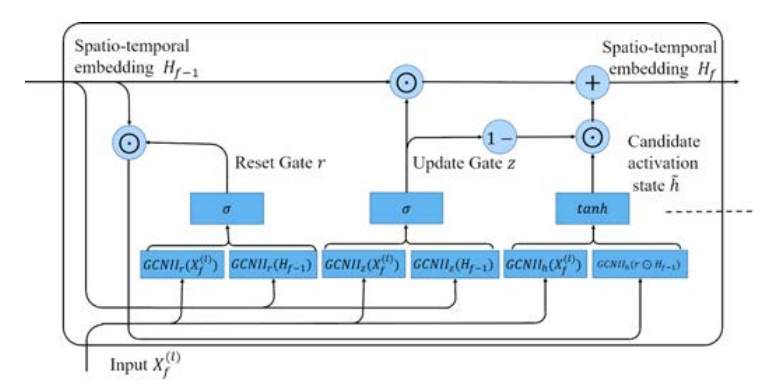 Spatio-temporal
embedding H_{f-1}
Spatio-temporal
embedding H_f
⊙
+
⊙
1 −
⊙
Reset Gate r
Update Gate z
Candidate
activation
state h̃
σ
σ
tanh
GCNII_r(X_f^{(l)})
GCNII_r(H_{f-1})
GCNII_z(X_f^{(l)})
GCNII_z(H_{f-1})
GCNII_h(X_f^{(l)})
GCNII_h(r ⊙ H_{f-1})
Input X_f^{(l)}